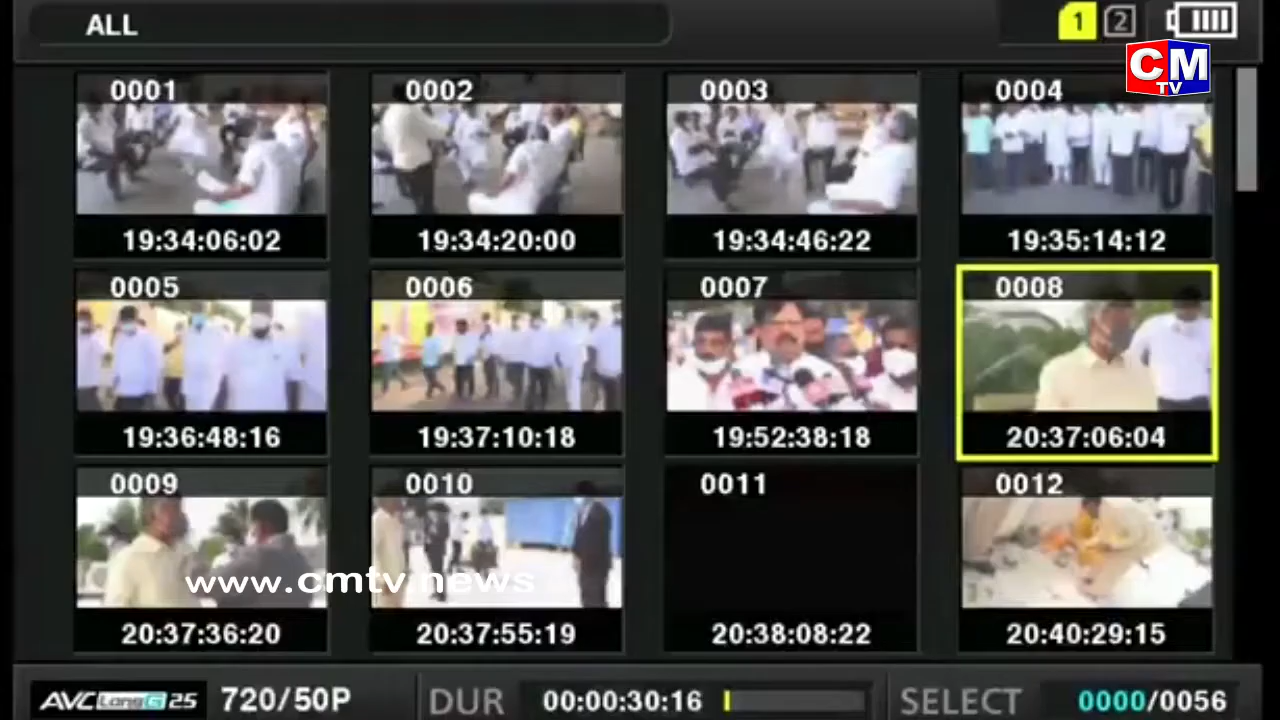 ALL 1 2
CM
TV
0001 0002 0003 0004
19:34:06:02 19:34:20:00 19:34:46:22 19:35:14:12
0005 0006 0007 0008
19:36:48:16 19:37:10:18 19:52:38:18 20:37:06:04
0009 0010 0011 0012
www.cmtv.news
20:37:36:20 20:37:55:19 20:38:08:22 20:40:29:15
AVC LongG 25 720/50P DUR 00:00:30:16 SELECT 0000/0056